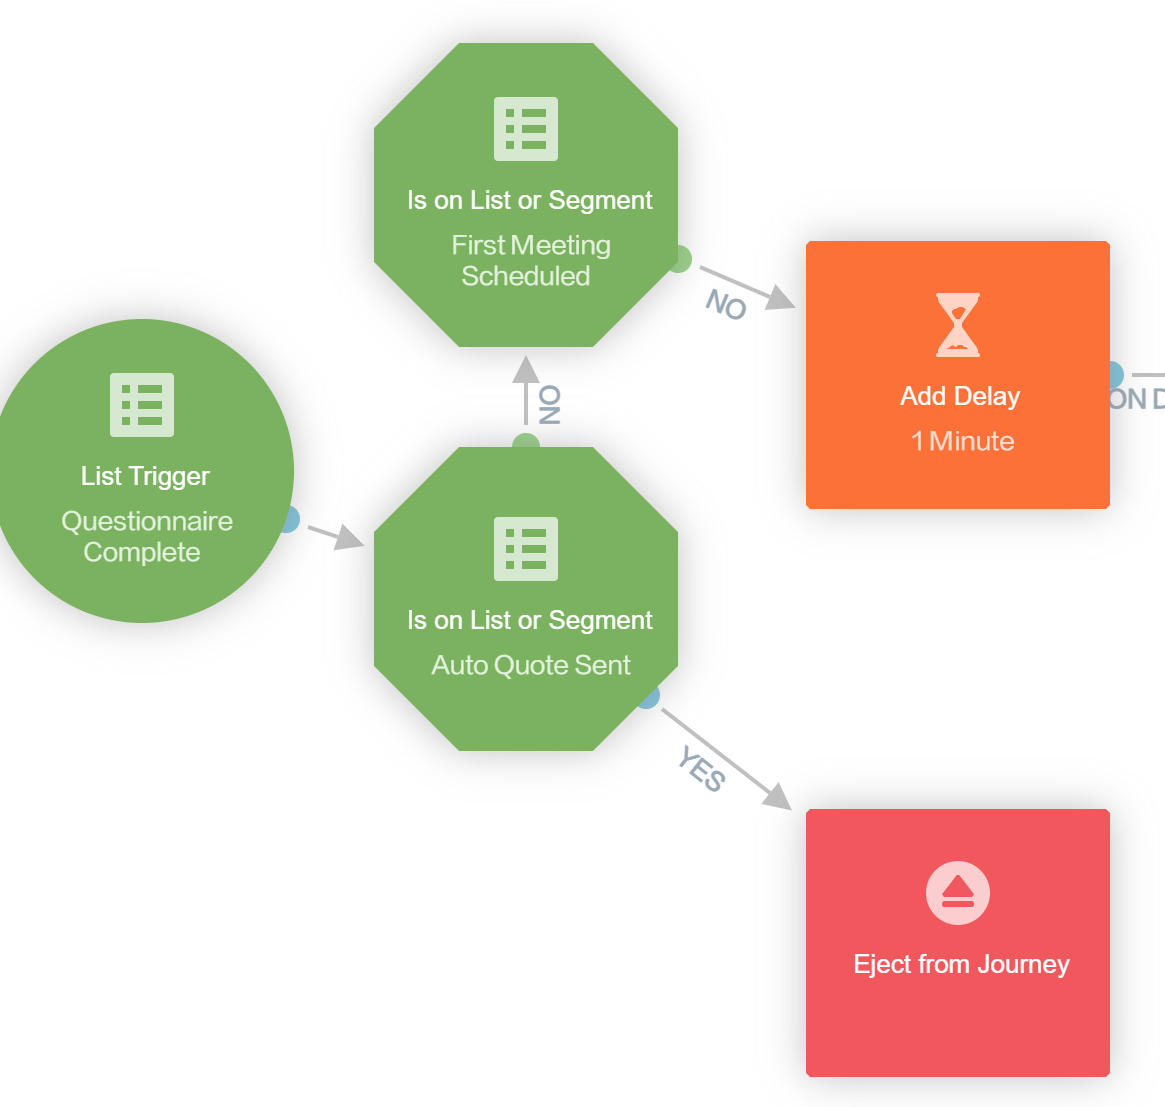 Is on List or Segment
First Meeting
Scheduled
NO
Add Delay
1 Minute
ON D
NO
List Trigger
Questionnaire
Complete
Is on List or Segment
Auto Quote Sent
YES
Eject from Journey